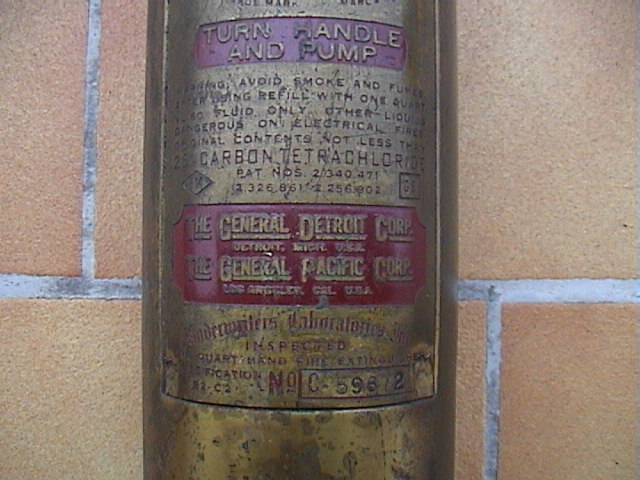 TURN HANDLE
AND PUMP
AVOID SMOKE AND FUMES
AFTER USING REFILL WITH ONE QUART
FLUID ONLY. OTHER LIQUIDS
DANGEROUS ON ELECTRICAL FIRES
ORIGINAL CONTENTS NOT LESS THAN
CARBON TETRACHLORIDE
PAT. NOS. 2,340,471
2,326,861 2,256,902
THE GENERAL DETROIT CORP.
DETROIT, MICH. U.S.A.
THE GENERAL PACIFIC CORP.
LOS ANGELES, CAL. U.S.A.
Underwriters Laboratories, Inc.
INSPECTED
QUART HAND FIRE EXTINGUISHER
No C-59672